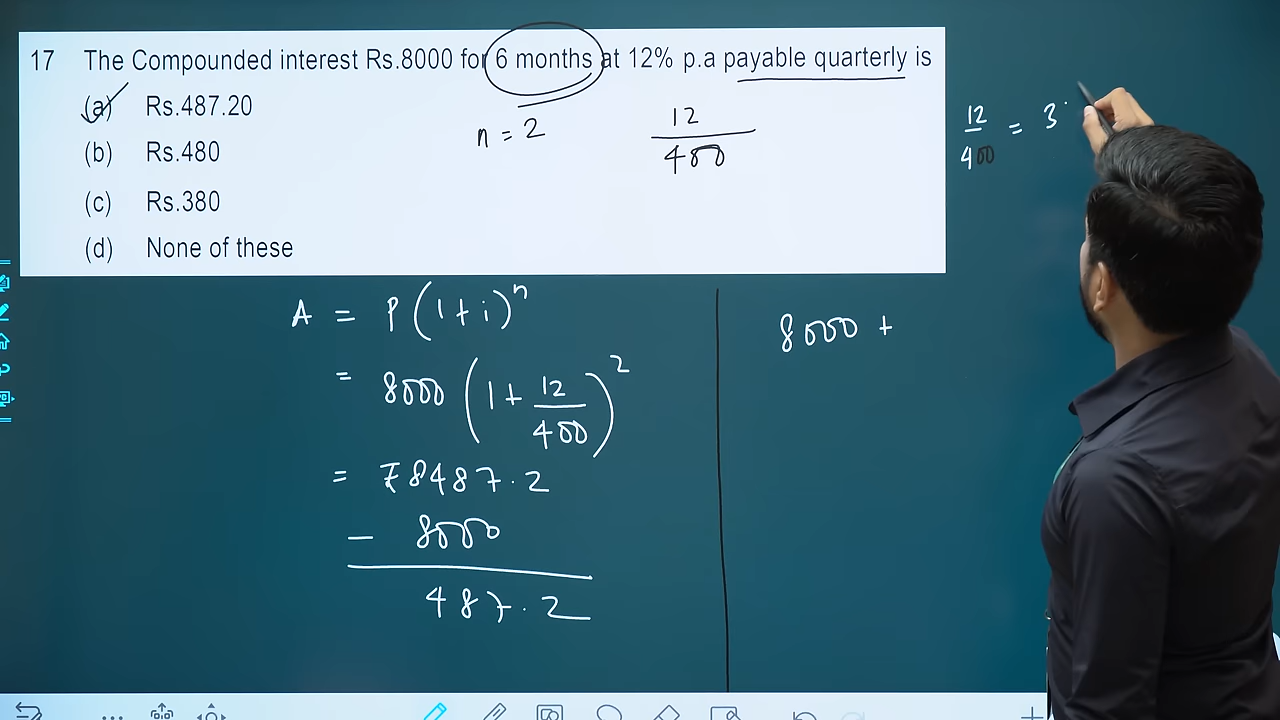 17 The Compounded interest Rs.8000 for 6 months at 12% p.a payable quarterly is
(a) Rs.487.20
(b) Rs.480
(c) Rs.380
(d) None of these
n = 2
12
400
12
400
= 3
A = P(1+i)^n
= 8000 (1+ 12/400)^2
= ₹8487.2
- 8000
487.2
8000 +